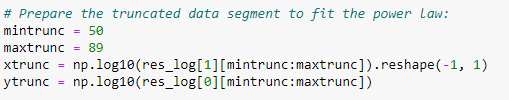 # Prepare the truncated data segment to fit the power law:
mintrunc = 50
maxtrunc = 89
xtrunc = np.log10(res_log[1][mintrunc:maxtrunc]).reshape(-1, 1)
ytrunc = np.log10(res_log[0][mintrunc:maxtrunc])